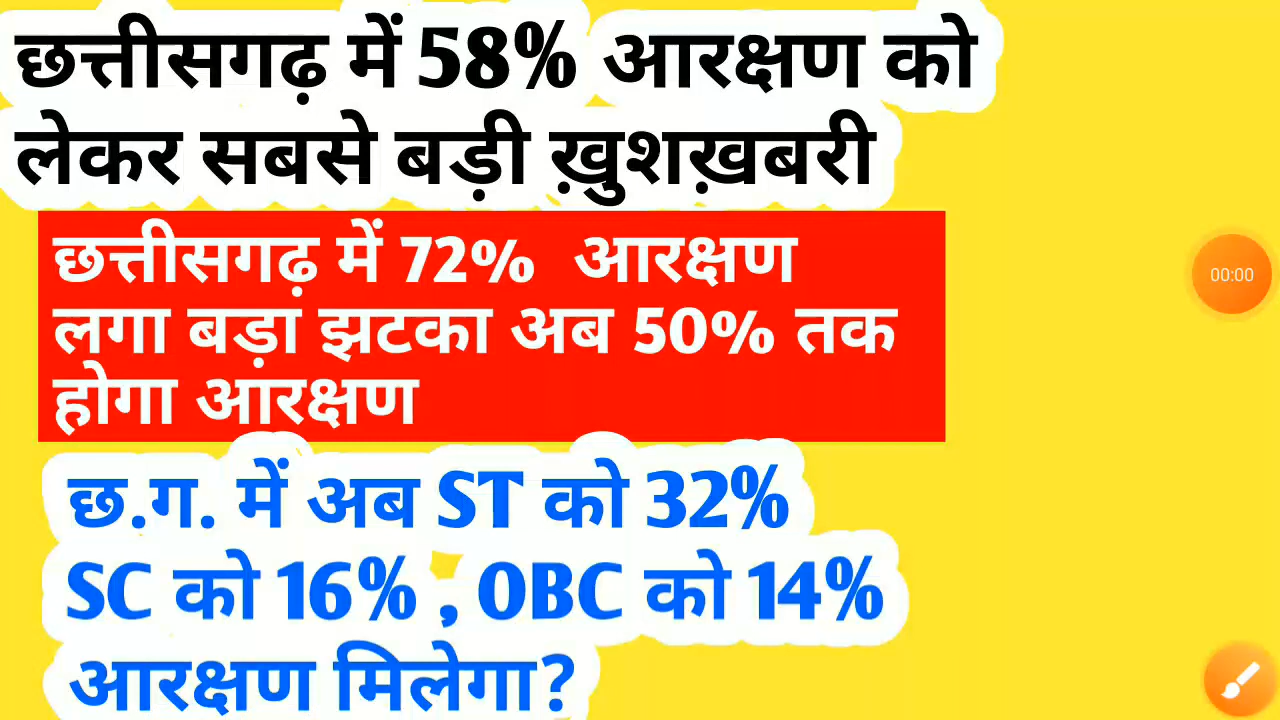 छत्तीसगढ़ में 58% आरक्षण को
लेकर सबसे बड़ी ख़ुशख़बरी
छत्तीसगढ़ में 72% आरक्षण
लगा बड़ा झटका अब 50% तक
होगा आरक्षण
00:00
छ.ग. में अब ST को 32%
SC को 16% , OBC को 14%
आरक्षण मिलेगा?